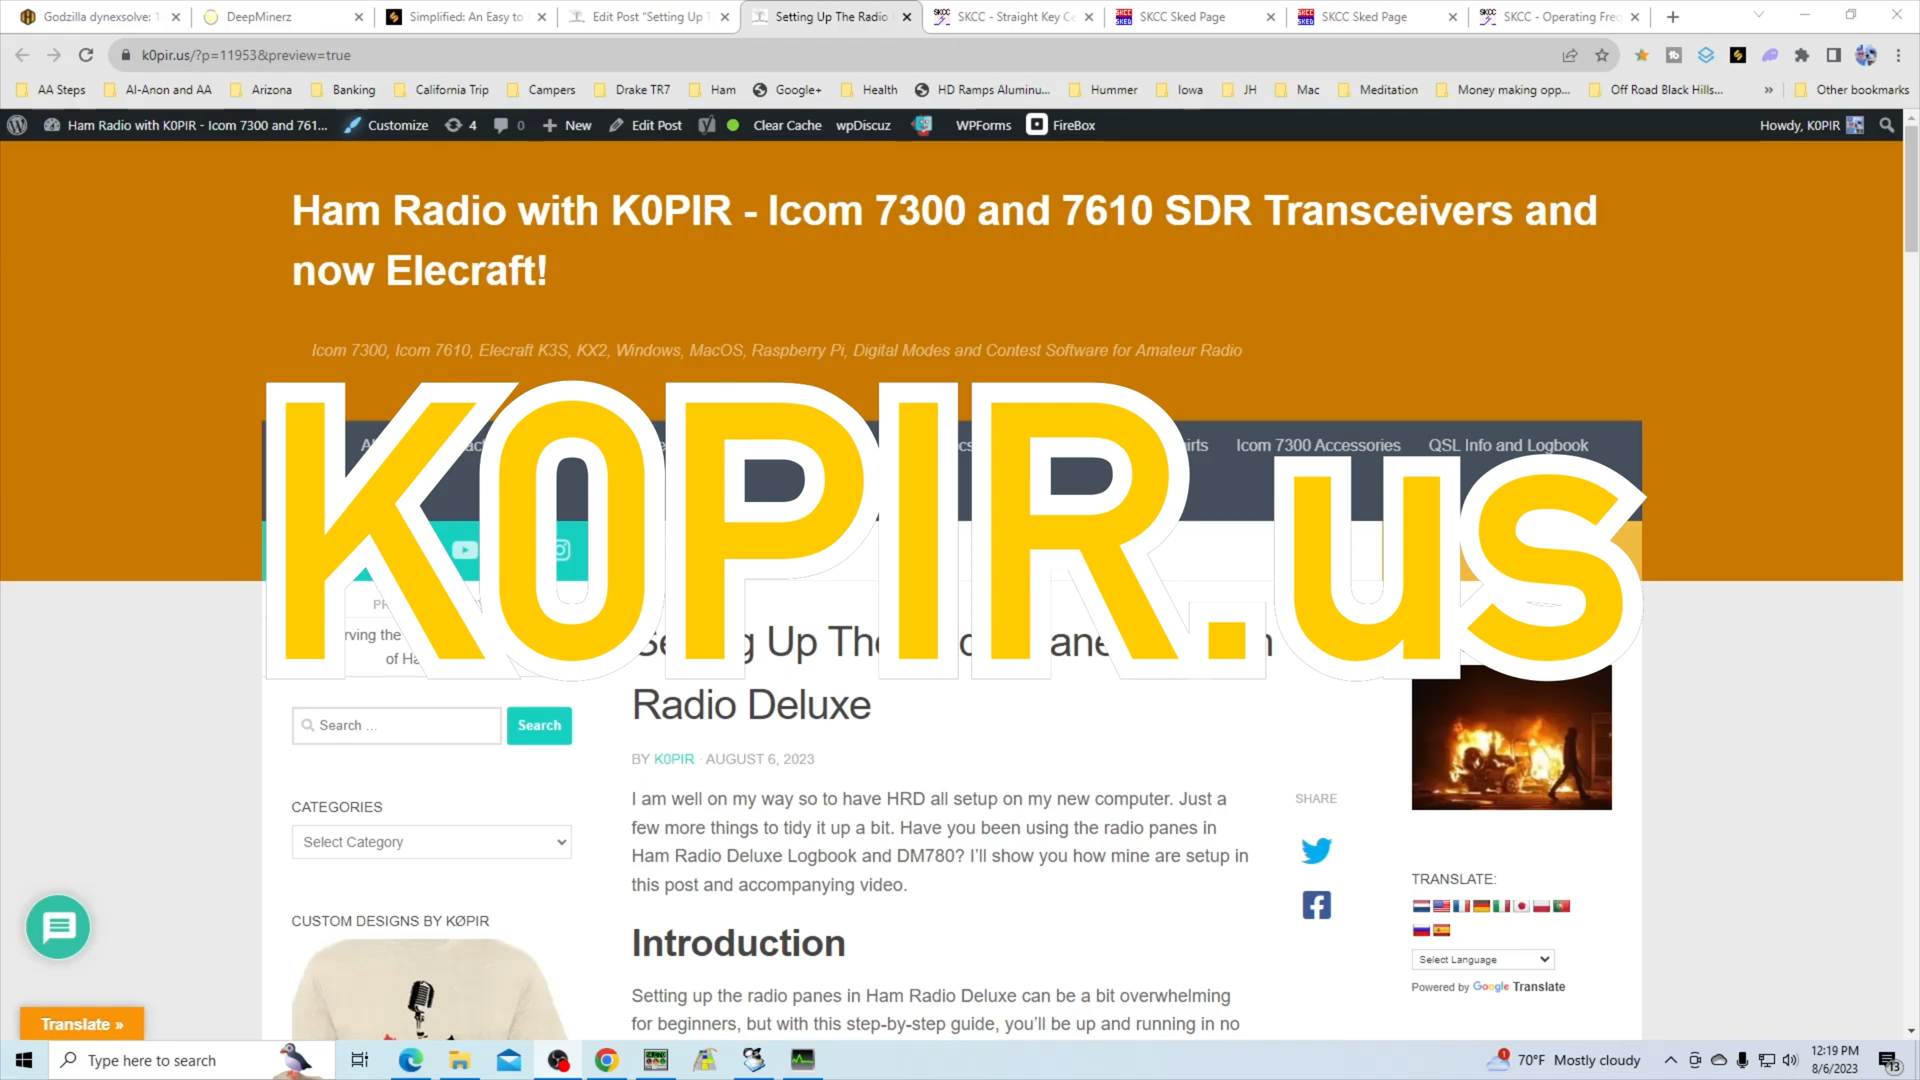 Godzilla dynexsolve: 1
DeepMinerz
Simplified: An Easy to
Edit Post "Setting Up T
Setting Up The Radio
SKCC - Straight Key Ce
SKCC Sked Page
SKCC Sked Page
SKCC - Operating Fre
k0pir.us/?p=11953&preview=true
AA Steps
Al-Anon and AA
Arizona
Banking
California Trip
Campers
Drake TR7
Ham
Google+
Health
HD Ramps Aluminu...
Hummer
Iowa
JH
Mac
Meditation
Money making opp...
Off Road Black Hills...
»
Other bookmarks
Ham Radio with K0PIR - Icom 7300 and 761...
Customize
4
0
New
Edit Post
Clear Cache
wpDiscuz
WPForms
FireBox
Howdy, K0PIR
Ham Radio with K0PIR - Icom 7300 and 7610 SDR Transceivers and
now Elecraft!
Icom 7300, Icom 7610, Elecraft K3S, KX2, Windows, MacOS, Raspberry Pi, Digital Modes and Contest Software for Amateur Radio
Icom 7300 Accessories
QSL Info and Logbook
K0PIR.us
Up
Radio Deluxe
Search ...
Search
BY K0PIR · AUGUST 6, 2023
CATEGORIES
Select Category
I am well on my way so to have HRD all setup on my new computer. Just a
few more things to tidy it up a bit. Have you been using the radio panes in
Ham Radio Deluxe Logbook and DM780? I'll show you how mine are setup in
this post and accompanying video.
SHARE
TRANSLATE:
Select Language
Powered by Google Translate
CUSTOM DESIGNS BY KØPIR
Introduction
Setting up the radio panes in Ham Radio Deluxe can be a bit overwhelming
for beginners, but with this step-by-step guide, you'll be up and running in no
Translate »
Type here to search
1
70°F Mostly cloudy
12:19 PM
8/6/2023
13